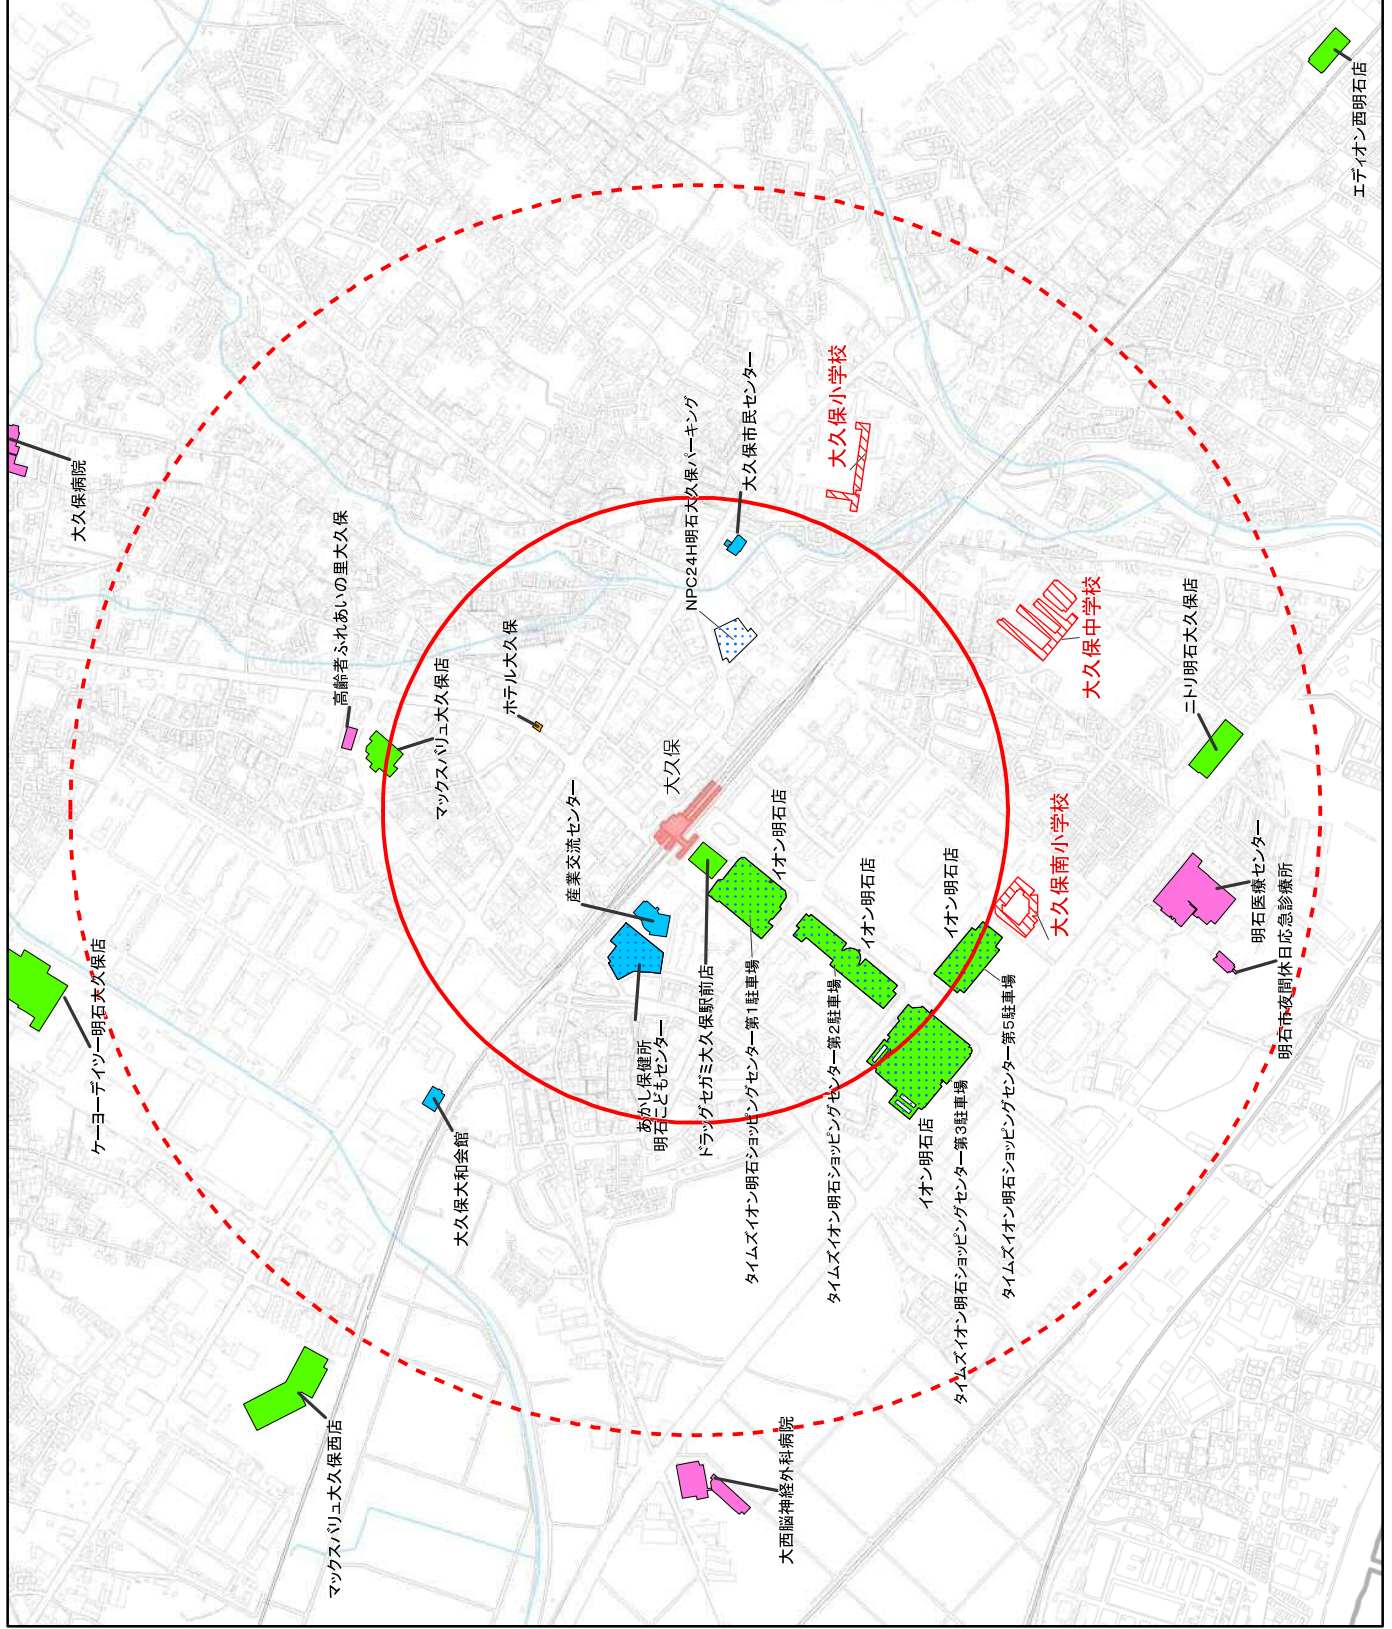 エディオン西明石店
大久保病院
高齢者ふれあいの里大久保
マックスバリュ大久保店
ホテル大久保
NPC24H明石大久保パーキング
大久保市民センター
大久保小学校
大久保中学校
ニトリ明石大久保店
大久保
産業交流センター
イオン明石店
イオン明石店
イオン明石店
大久保南小学校
明石医療センター
明石市夜間休日応急診療所
ケーヨーデイツー明石大久保店
大久保大和会館
あかし保健所
明石こどもセンター
ドラッグセガミ大久保駅前店
タイムズイオン明石ショッピングセンター第1駐車場
タイムズイオン明石ショッピングセンター第2駐車場
イオン明石店
タイムズイオン明石ショッピングセンター第3駐車場
タイムズイオン明石ショッピングセンター第5駐車場
マックスバリュ大久保西店
大西脳神経外科病院